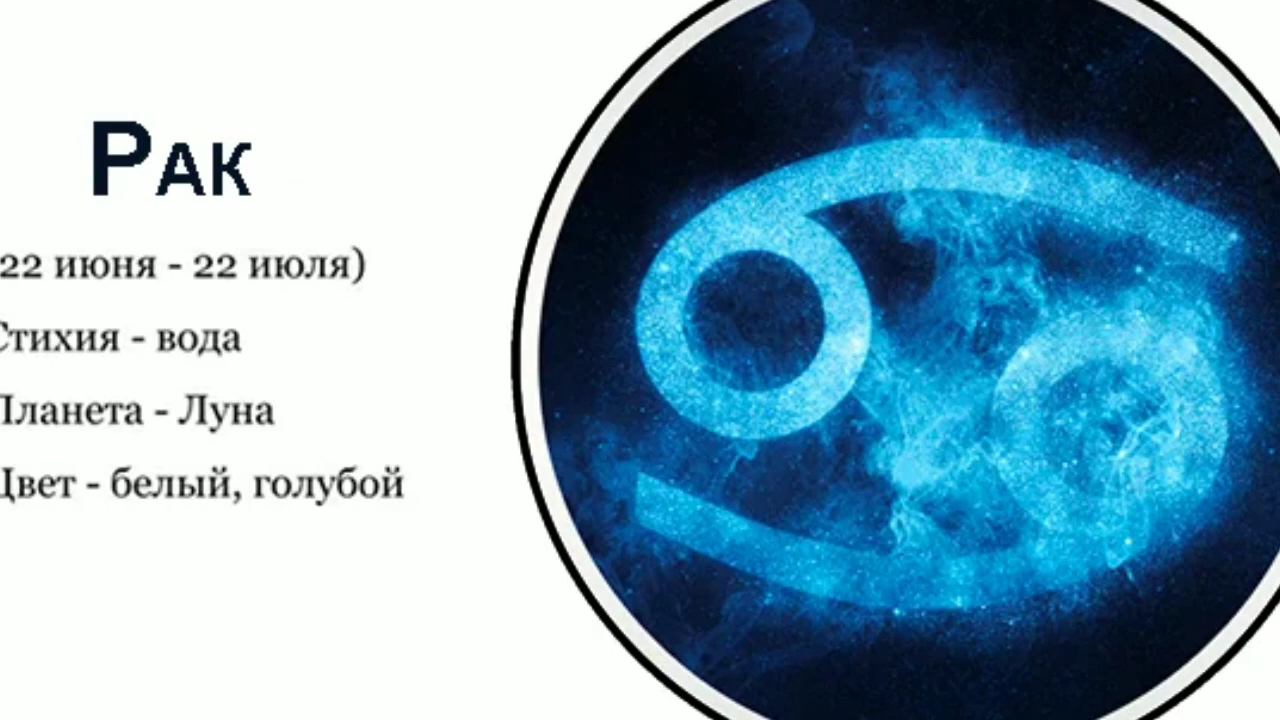 Рак
22 июня - 22 июля)
Стихия - вода
Планета - Луна
Цвет - белый, голубой